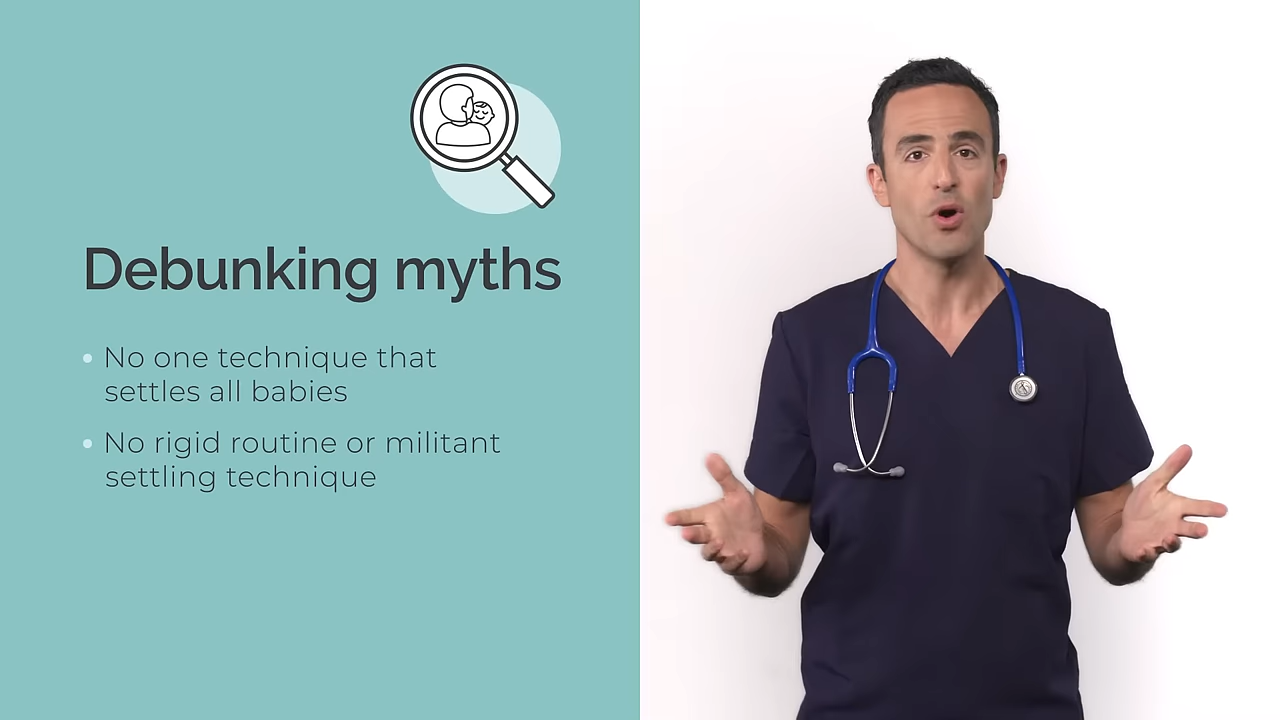 Debunking myths
• No one technique that
settles all babies
• No rigid routine or militant
settling technique